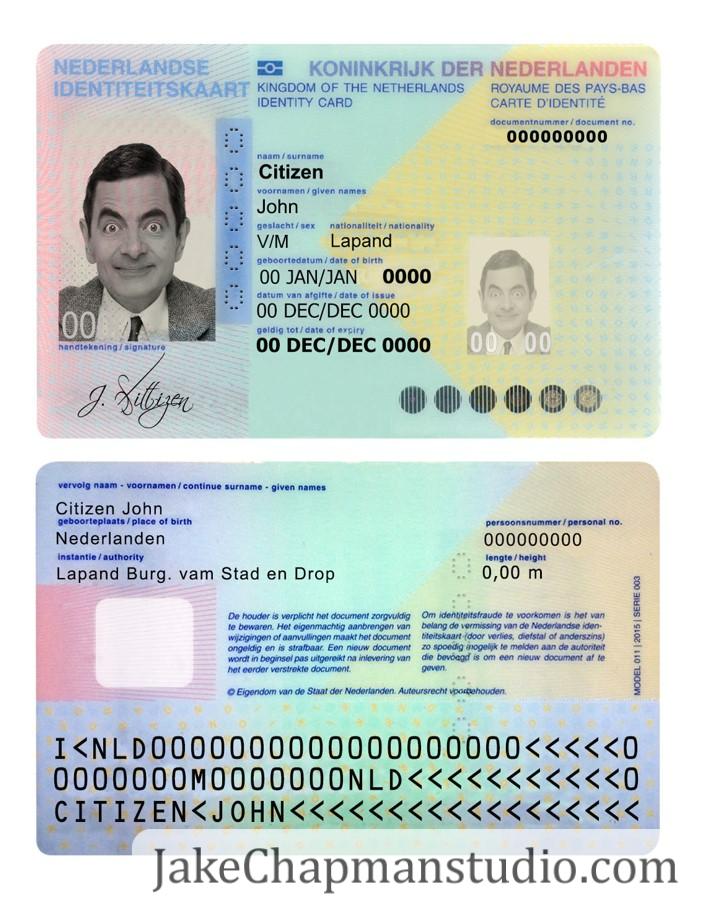 NEDERLANDSE
IDENTITEITSKAART
KONINKRIJK DER NEDERLANDEN
KINGDOM OF THE NETHERLANDS
IDENTITY CARD
ROYAUME DES PAYS-BAS
CARTE D'IDENTITÉ
documentnummer / document no.
000000000
naam / surname
Citizen
voornamen / given names
John
geslacht / sex nationaliteit / nationality
V/M Lapand
geboortedatum / date of birth
00 JAN/JAN 0000
datum van afgifte / date of issue
00 DEC/DEC 0000
geldig tot / date of expiry
00 DEC/DEC 0000
00
00 00
handtekening / signature
vervolg naam - voornamen / continue surname - given names
Citizen John
geboorteplaats / place of birth
Nederlanden
instantie / authority
Lapand Burg. vam Stad en Drop
persoonsnummer / personal no.
000000000
lengte / height
0,00 m
De houder is verplicht het document zorgvuldig
te bewaren. Het eigenmachtig aanbrengen van
wijzigingen of aanvullingen maakt het document
ongeldig en is strafbaar. Een nieuw document
wordt in beginsel pas uitgereikt na inlevering van
het eerder verstrekte document.
Om identiteitsfraude te voorkomen is het van
belang de vermissing van de Nederlandse iden-
titeitskaart (door verlies, diefstal of anderszins)
zo spoedig mogelijk te melden aan de autoriteit
die bevoegd is om een nieuw document af te
geven.
© Eigendom van de Staat der Nederlanden. Auteursrecht voorbehouden.
MODEL 011 | 2015 | SERIE 003
I<NLD00000000000000000000<<<<<0
0000000M0000000NLD<<<<<<<<<<<0
CITIZEN<JOHN<<<<<<<<<<<<<<<<<<
JakeChapmanstudio.com